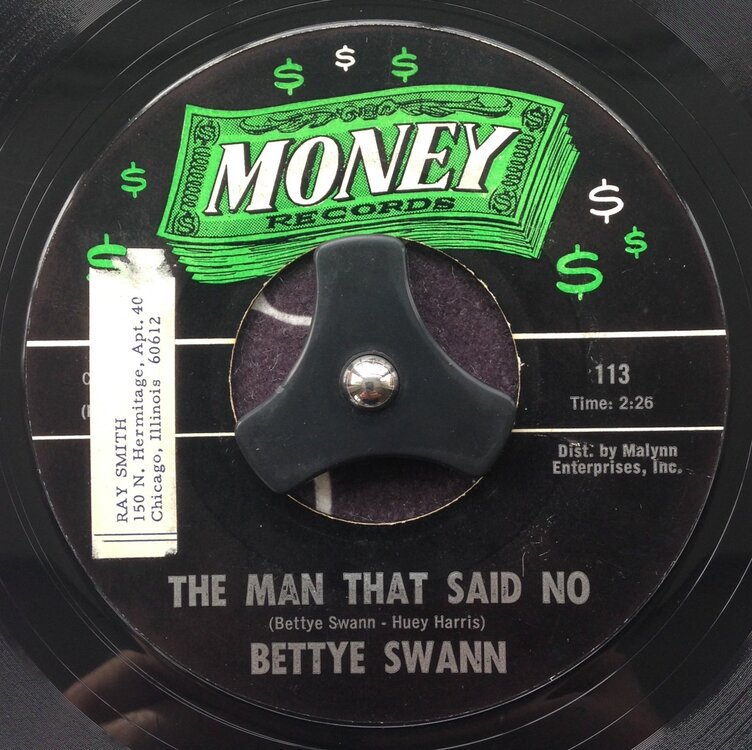 $ $ $
MONEY
RECORDS
$ $ $ $ $
RAY SMITH
150 N. Hermitage, Apt. 4C
Chicago, Illinois 60612
113
Time: 2:26
Dist. by Malynn
Enterprises, Inc.
THE MAN THAT SAID NO
(Bettye Swann - Huey Harris)
BETTYE SWANN